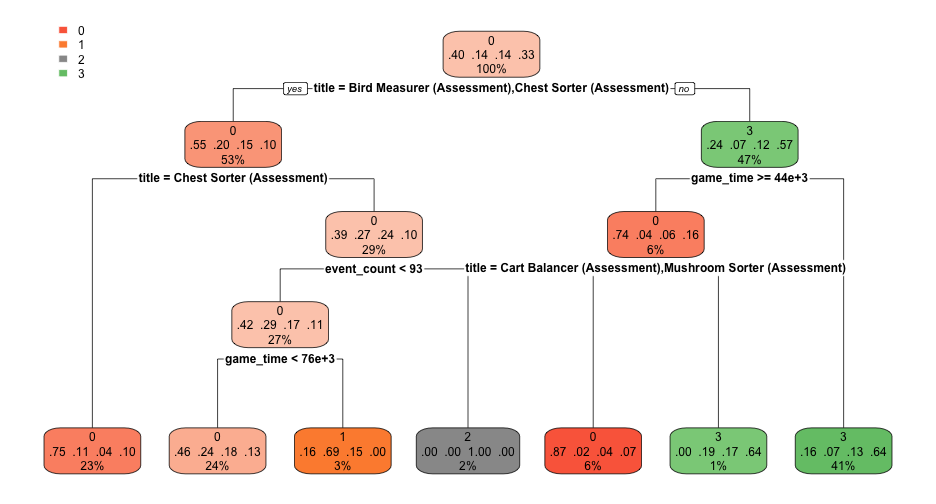 0
1
2
3
0
.40 .14 .14 .33
100%
yes title = Bird Measurer (Assessment),Chest Sorter (Assessment) no
0
.55 .20 .15 .10
53%
3
.24 .07 .12 .57
47%
title = Chest Sorter (Assessment)
game_time >= 44e+3
0
.39 .27 .24 .10
29%
0
.74 .04 .06 .16
6%
event_count < 93
title = Cart Balancer (Assessment),Mushroom Sorter (Assessment)
0
.42 .29 .17 .11
27%
game_time < 76e+3
0
.75 .11 .04 .10
23%
0
.46 .24 .18 .13
24%
1
.16 .69 .15 .00
3%
2
.00 .00 1.00 .00
2%
0
.87 .02 .04 .07
6%
3
.00 .19 .17 .64
1%
3
.16 .07 .13 .64
41%